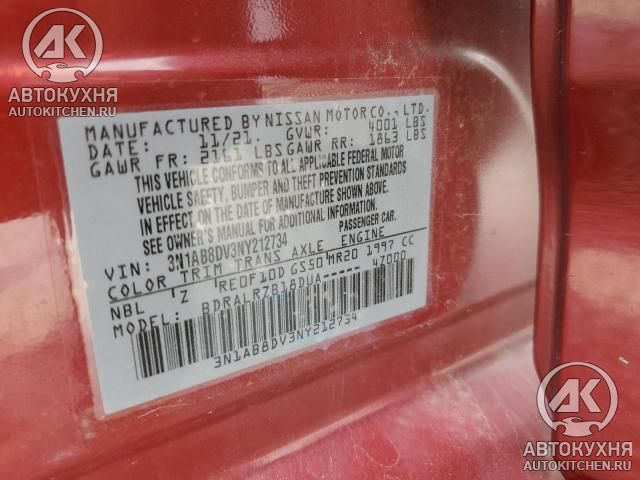 AK
АВТОКУХНЯ
AUTOKITCHEN.RU
MANUFACTURED BY NISSAN MOTOR CO., LTD.
DATE: 11/21. GVWR: 4001 LBS
GAWR FR: 2161 LBS GAWR RR: 1863 LBS
THIS VEHICLE CONFORMS TO ALL APPLICABLE FEDERAL MOTOR
VEHICLE SAFETY, BUMPER AND THEFT PREVENTION STANDARDS
IN EFFECT ON THE DATE OF MANUFACTURE SHOWN ABOVE.
SEE OWNER'S MANUAL FOR ADDITIONAL INFORMATION.
VIN: 3N1AB8DV3NY212734 PASSENGER CAR.
COLOR TRIM TRANS AXLE ENGINE
NBL Z RE0F10D GS50 MR20 1997 CC
MODEL: BDRALRZB18DUA----- 4Z000
3N1AB8DV3NY212734
AK
АВТОКУХНЯ
AUTOKITCHEN.RU